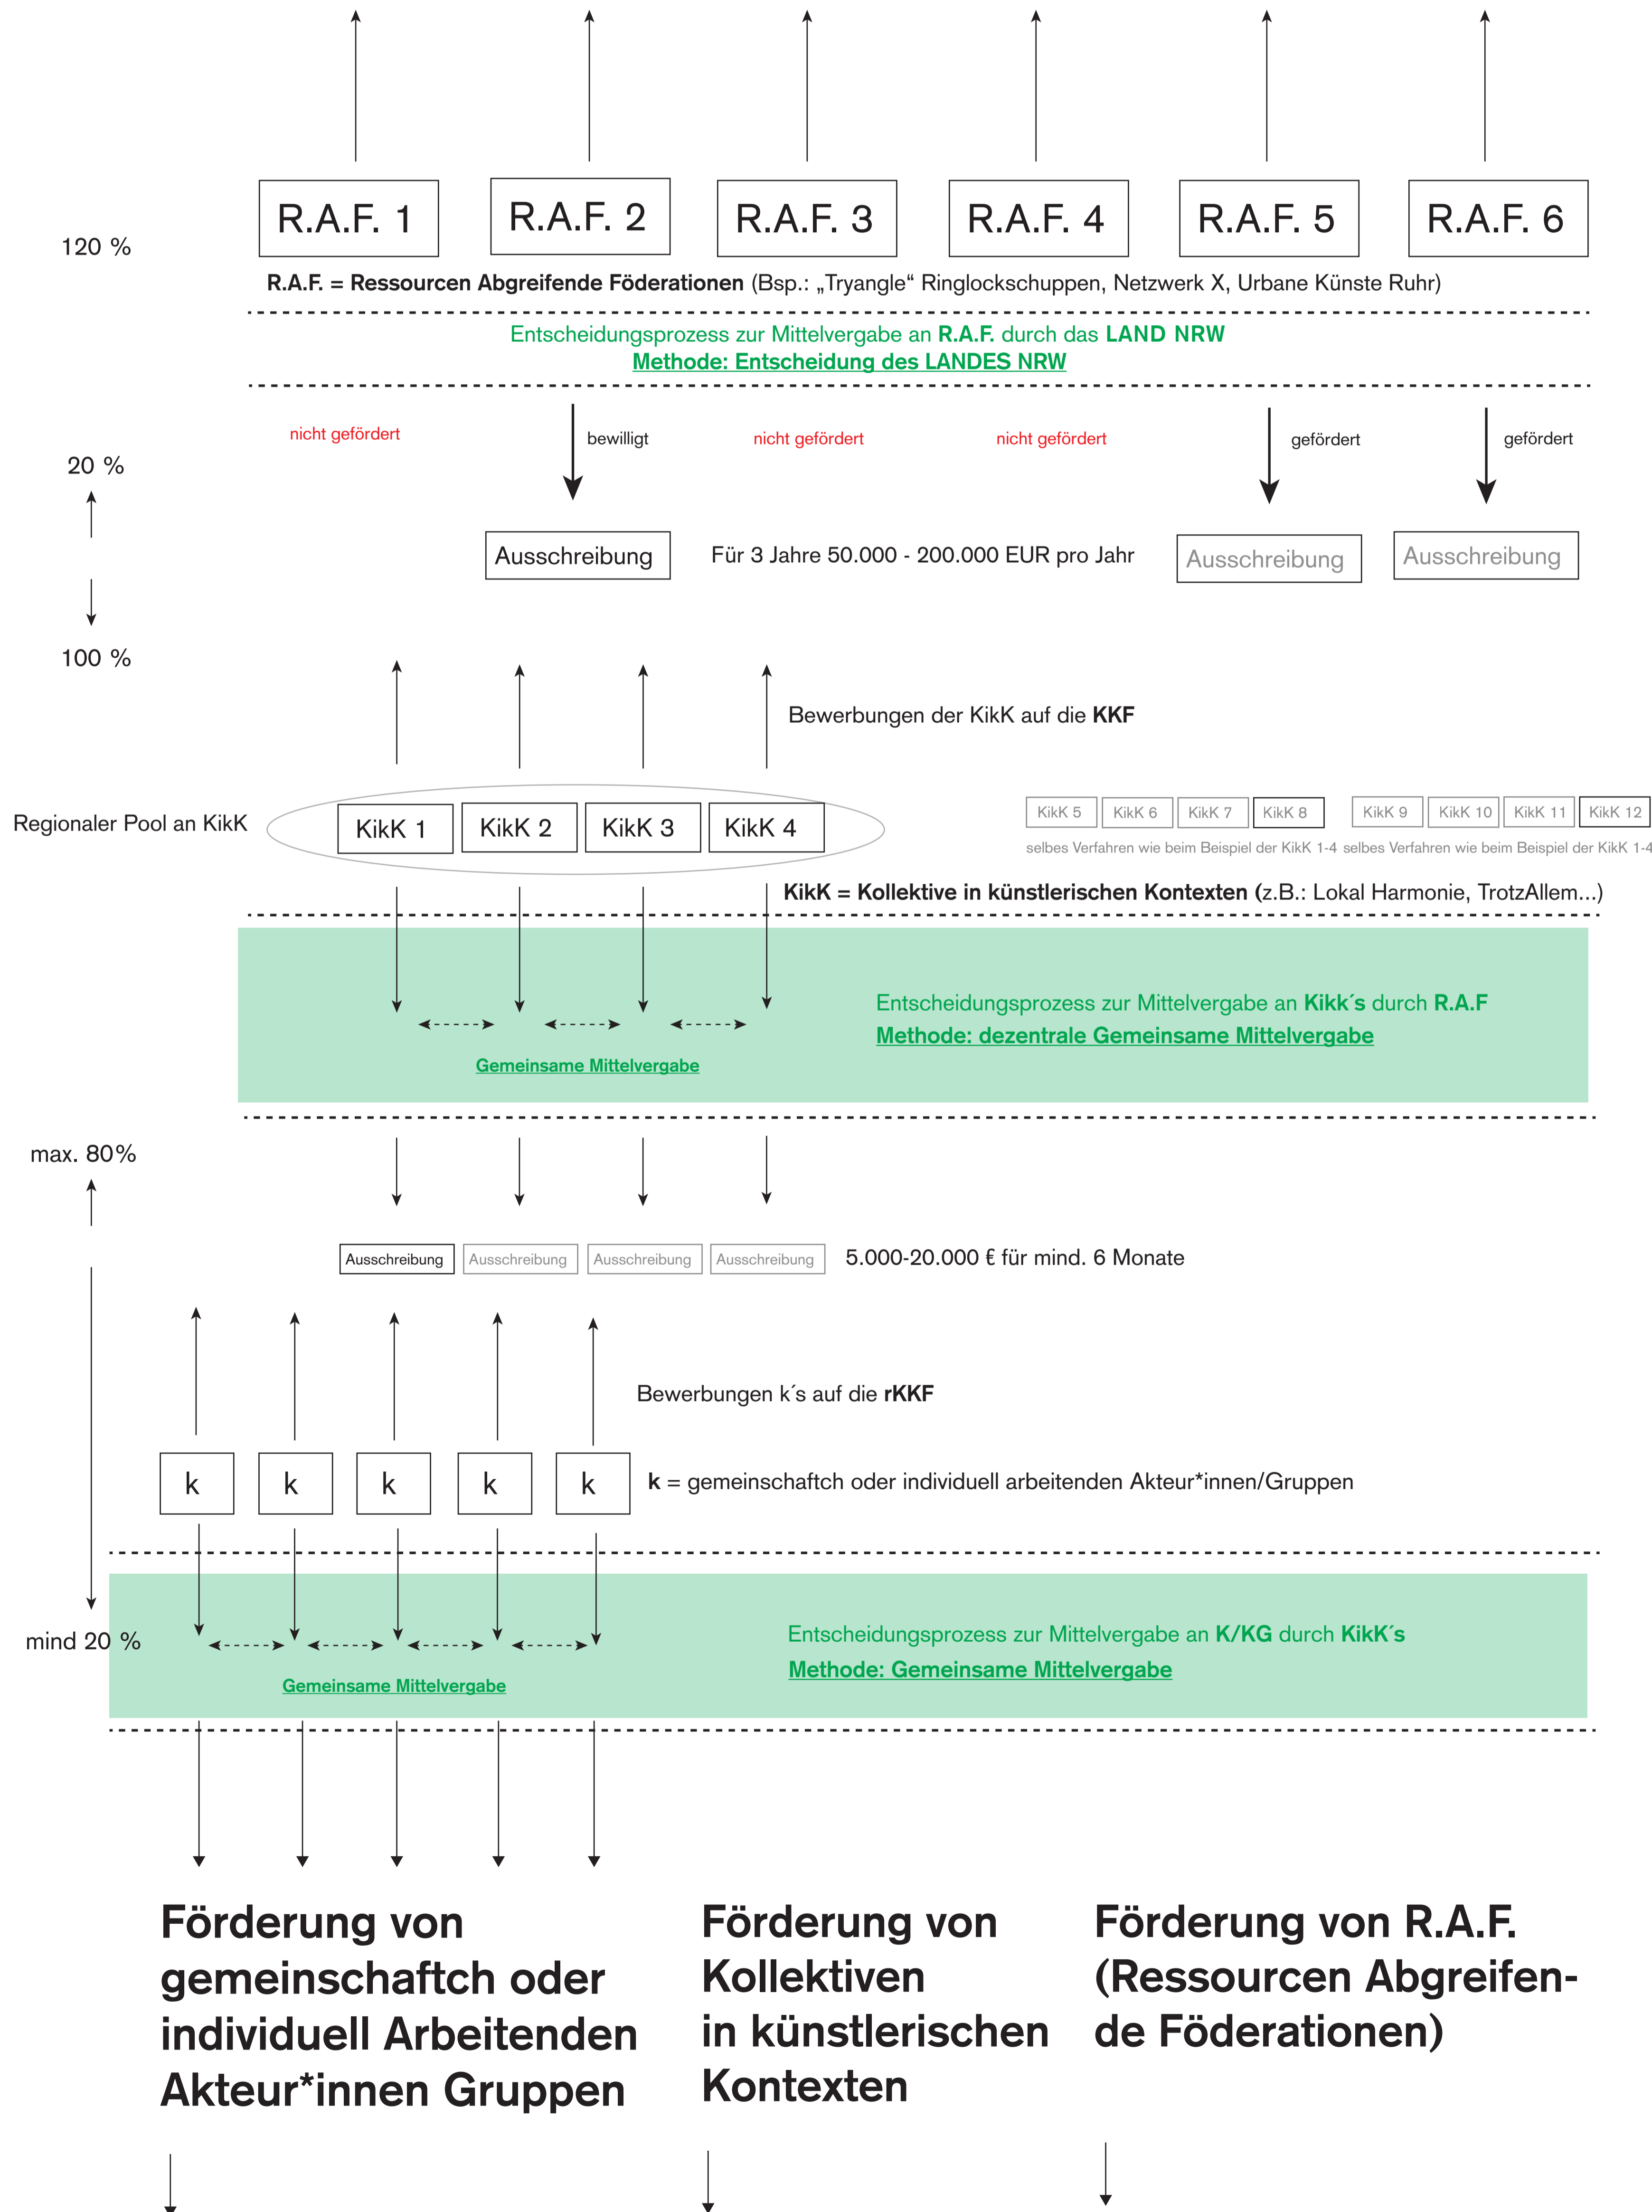 R.A.F. 1
R.A.F. 2
R.A.F. 3
R.A.F. 4
R.A.F. 5
R.A.F. 6
120 %
R.A.F. = Ressourcen Abgreifende Föderationen (Bsp.: „Tryangle“ Ringlockschuppen, Netzwerk X, Urbane Künste Ruhr)
Entscheidungsprozess zur Mittelvergabe an R.A.F. durch das LAND NRW
Methode: Entscheidung des LANDES NRW
nicht gefördert
bewilligt
nicht gefördert
nicht gefördert
gefördert
gefördert
20 %
Ausschreibung
Für 3 Jahre 50.000 - 200.000 EUR pro Jahr
Ausschreibung
Ausschreibung
100 %
Bewerbungen der KikK auf die KKF
Regionaler Pool an KikK
KikK 1
KikK 2
KikK 3
KikK 4
KikK 5
KikK 6
KikK 7
KikK 8
KikK 9
KikK 10
KikK 11
KikK 12
selbes Verfahren wie beim Beispiel der KikK 1-4
selbes Verfahren wie beim Beispiel der KikK 1-4
KikK = Kollektive in künstlerischen Kontexten (z.B.: Lokal Harmonie, TrotzAllem...)
Entscheidungsprozess zur Mittelvergabe an Kikk´s durch R.A.F
Methode: dezentrale Gemeinsame Mittelvergabe
Gemeinsame Mittelvergabe
max. 80%
Ausschreibung
Ausschreibung
Ausschreibung
Ausschreibung
5.000-20.000 € für mind. 6 Monate
Bewerbungen k´s auf die rKKF
k
k
k
k
k
k = gemeinschaftch oder individuell arbeitenden Akteur*innen/Gruppen
mind 20 %
Entscheidungsprozess zur Mittelvergabe an K/KG durch KikK´s
Methode: Gemeinsame Mittelvergabe
Gemeinsame Mittelvergabe
Förderung von
gemeinschaftch oder
individuell Arbeitenden
Akteur*innen Gruppen
Förderung von
Kollektiven
in künstlerischen
Kontexten
Förderung von R.A.F.
(Ressourcen Abgreifen-
de Föderationen)